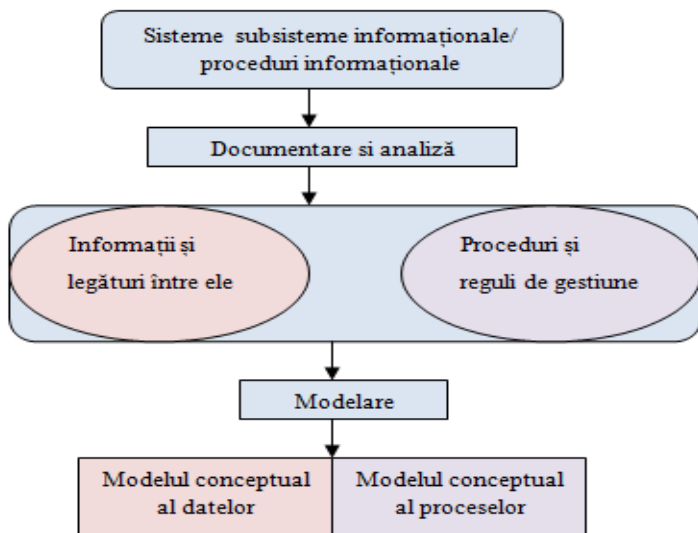 Sisteme subsisteme informaționale/
proceduri informaționale
Documentare si analiză
Informații și
legături între ele
Proceduri și
reguli de gestiune
Modelare
Modelul conceptual
al datelor
Modelul conceptual
al proceselor